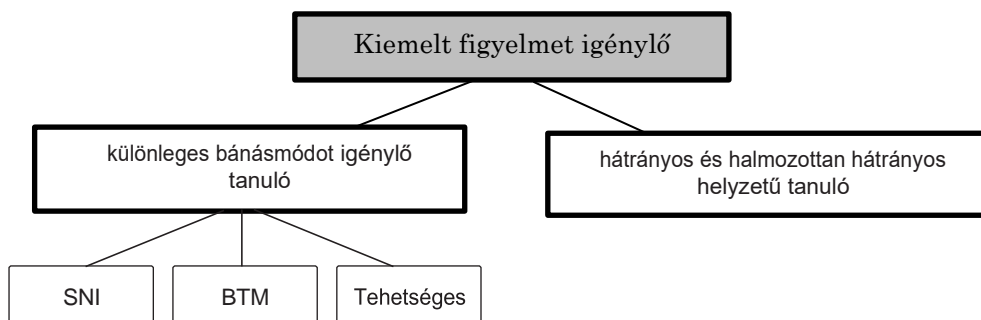 Kiemelt figyelmet igénylő
különleges bánásmódot igénylő
tanuló
hátrányos és halmozottan hátrányos
helyzetű tanuló
SNI
BTM
Tehetséges